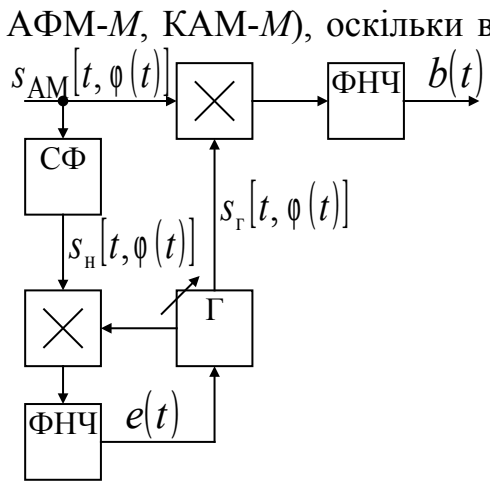 АФМ-M, КАМ-M), оскільки в
s_АМ[t, φ(t)]
ФНЧ
b(t)
СФ
s_г[t, φ(t)]
s_н[t, φ(t)]
Г
ФНЧ
e(t)